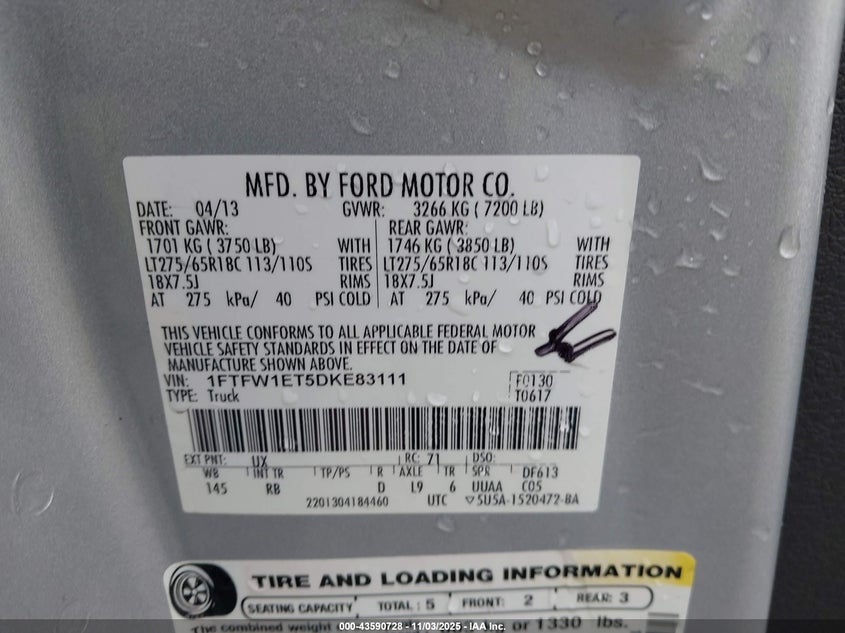 MFD. BY FORD MOTOR CO.
DATE: 04/13 GVWR: 3266 KG ( 7200 LB)
FRONT GAWR: REAR GAWR:
1701 KG ( 3750 LB) WITH 1746 KG ( 3850 LB) WITH
LT275/65R18C 113/110S TIRES LT275/65R18C 113/110S TIRES
18X7.5J RIMS 18X7.5J RIMS
AT 275 kPa/ 40 PSI COLD AT 275 kPa/ 40 PSI COLD
THIS VEHICLE CONFORMS TO ALL APPLICABLE FEDERAL MOTOR
VEHICLE SAFETY STANDARDS IN EFFECT ON THE DATE OF
MANUFACTURE SHOWN ABOVE.
VIN: 1FTFW1ET5DKE83111 F0130
TYPE: Truck T0617
EXT PNT: UX RC: 71 DSO:
WB INT TR TP/PS R AXLE TR SPR DF613
145 RB D L9 6 UUAA C05
2201304184460 UTC ▽5U5A-1520472-BA
TIRE AND LOADING INFORMATION
SEATING CAPACITY TOTAL : 5 FRONT: 2 REAR: 3
The combined weight or 1330 lbs.
000-43590728 - 11/03/2025 - IAA Inc.